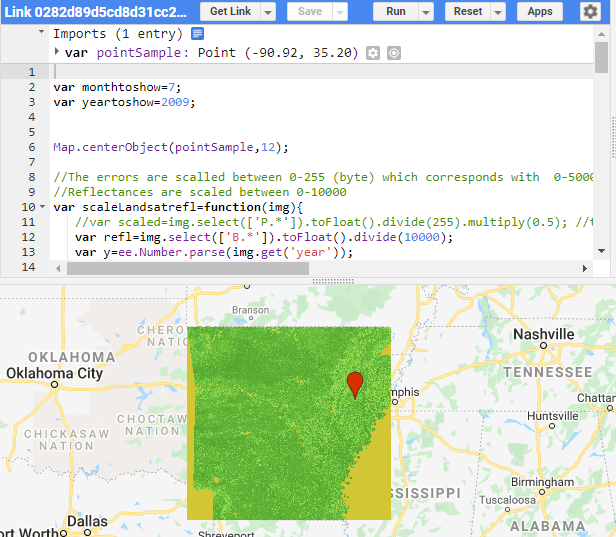 Link 0282d89d5cd8d31cc2...
Get Link
Save
Run
Reset
Apps
Imports (1 entry)
var pointSample: Point (-90.92, 35.20)
1
2 var monthtoshow=7;
3 var yeartoshow=2009;
4
5
6 Map.centerObject(pointSample,12);
7
8 //The errors are scalled between 0-255 (byte) which corresponds with 0-5000
9 //Reflectances are scaled between 0-10000
10 var scaleLandsatrefl=function(img){
11 //var scaled=img.select(['P.*']).toFloat().divide(255).multiply(0.5); //
12 var refl=img.select(['B.*']).toFloat().divide(10000);
13 var y=ee.Number.parse(img.get('year'));
14
Branson
CHERO
NATIC
Nashville
OKLAHOMA
Oklahoma City
TENNESSEE
mphis
Chattan
CHOCTAW
NATION
Huntsville
CHICKASAW
NATION
Birmingham
SSISSIPPI
Tuscaloosa
Dallas
ort Worth
ALABAMA
Shreveport